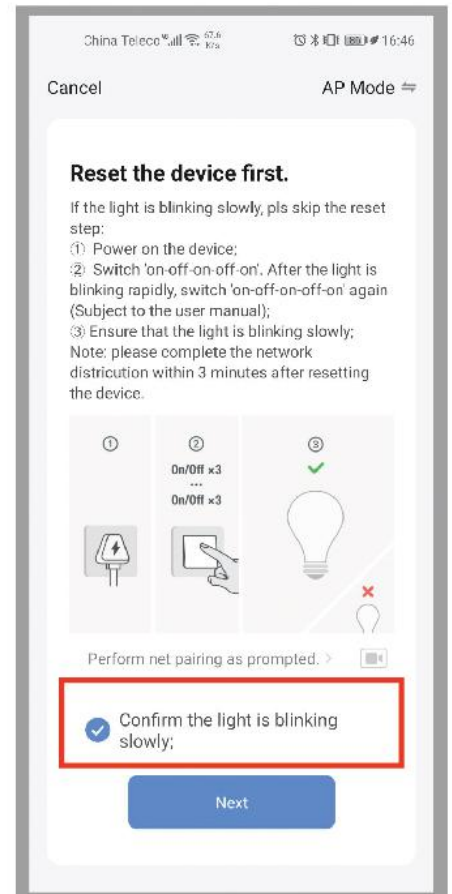 China Teleco 67.6 K/s 16:46
Cancel AP Mode
Reset the device first.
If the light is blinking slowly, pls skip the reset
step:
① Power on the device;
② Switch 'on-off-on-off-on'. After the light is
blinking rapidly, switch 'on-off-on-off-on' again
(Subject to the user manual);
③ Ensure that the light is blinking slowly;
Note: please complete the network
districution within 3 minutes after resetting
the device.
① ② ③
On/Off ×3
...
On/Off ×3
Perform net pairing as prompted. >
Confirm the light is blinking
slowly;
Next